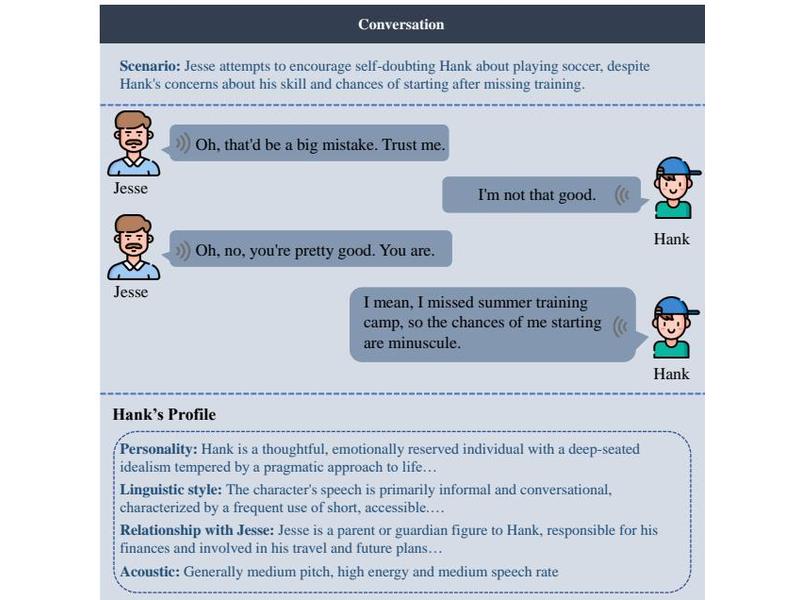 Conversation
Scenario: Jesse attempts to encourage self-doubting Hank about playing soccer, despite
Hank's concerns about his skill and chances of starting after missing training.
Oh, that'd be a big mistake. Trust me.
Jesse
I'm not that good.
Hank
Oh, no, you're pretty good. You are.
Jesse
I mean, I missed summer training
camp, so the chances of me starting
are minuscule.
Hank
Hank's Profile
Personality: Hank is a thoughtful, emotionally reserved individual with a deep-seated
idealism tempered by a pragmatic approach to life…
Linguistic style: The character's speech is primarily informal and conversational,
characterized by a frequent use of short, accessible.…
Relationship with Jesse: Jesse is a parent or guardian figure to Hank, responsible for his
finances and involved in his travel and future plans…
Acoustic: Generally medium pitch, high energy and medium speech rate